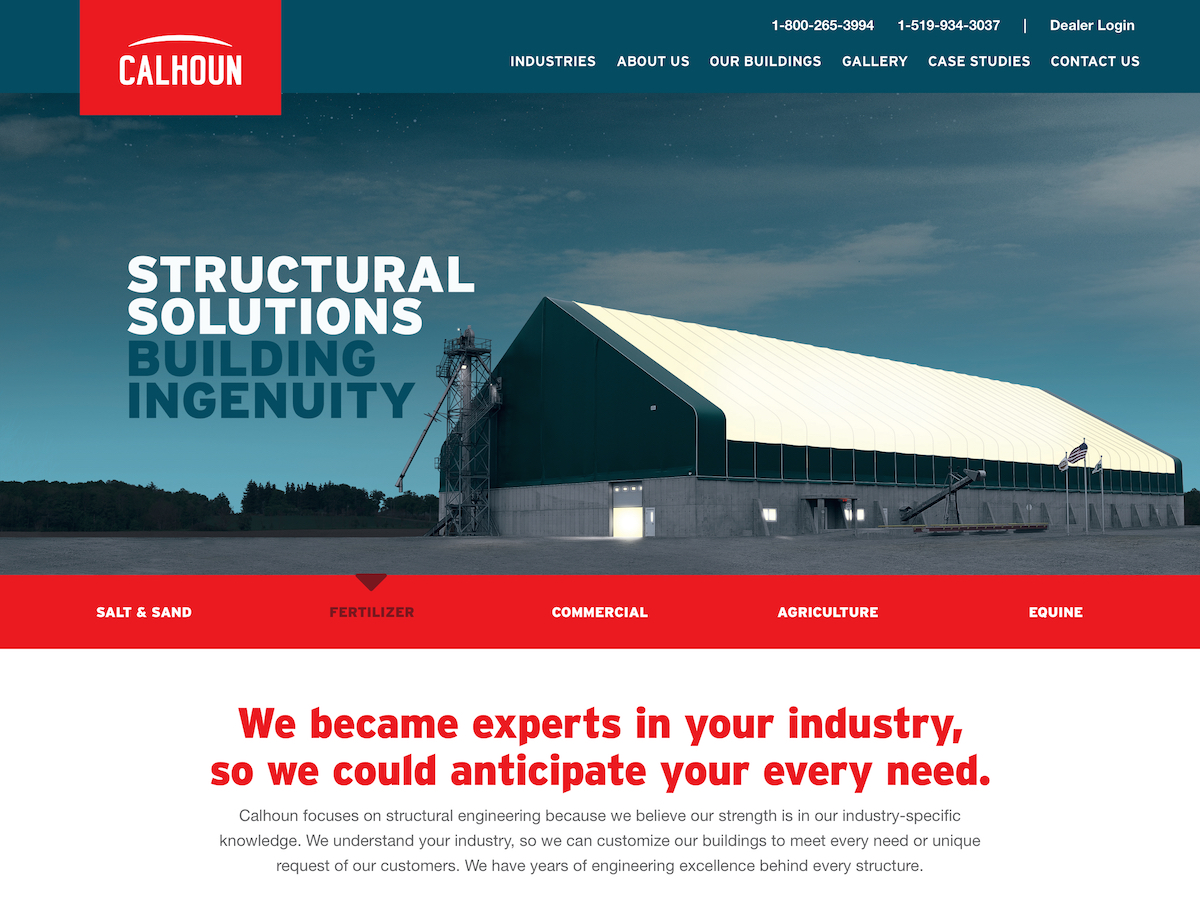 1-800-265-3994 1-519-934-3037 | Dealer Login
CALHOUN
INDUSTRIES ABOUT US OUR BUILDINGS GALLERY CASE STUDIES CONTACT US
STRUCTURAL
SOLUTIONS
BUILDING
INGENUITY
SALT & SAND FERTILIZER COMMERCIAL AGRICULTURE EQUINE
We became experts in your industry,
so we could anticipate your every need.
Calhoun focuses on structural engineering because we believe our strength is in our industry-specific
knowledge. We understand your industry, so we can customize our buildings to meet every need or unique
request of our customers. We have years of engineering excellence behind every structure.